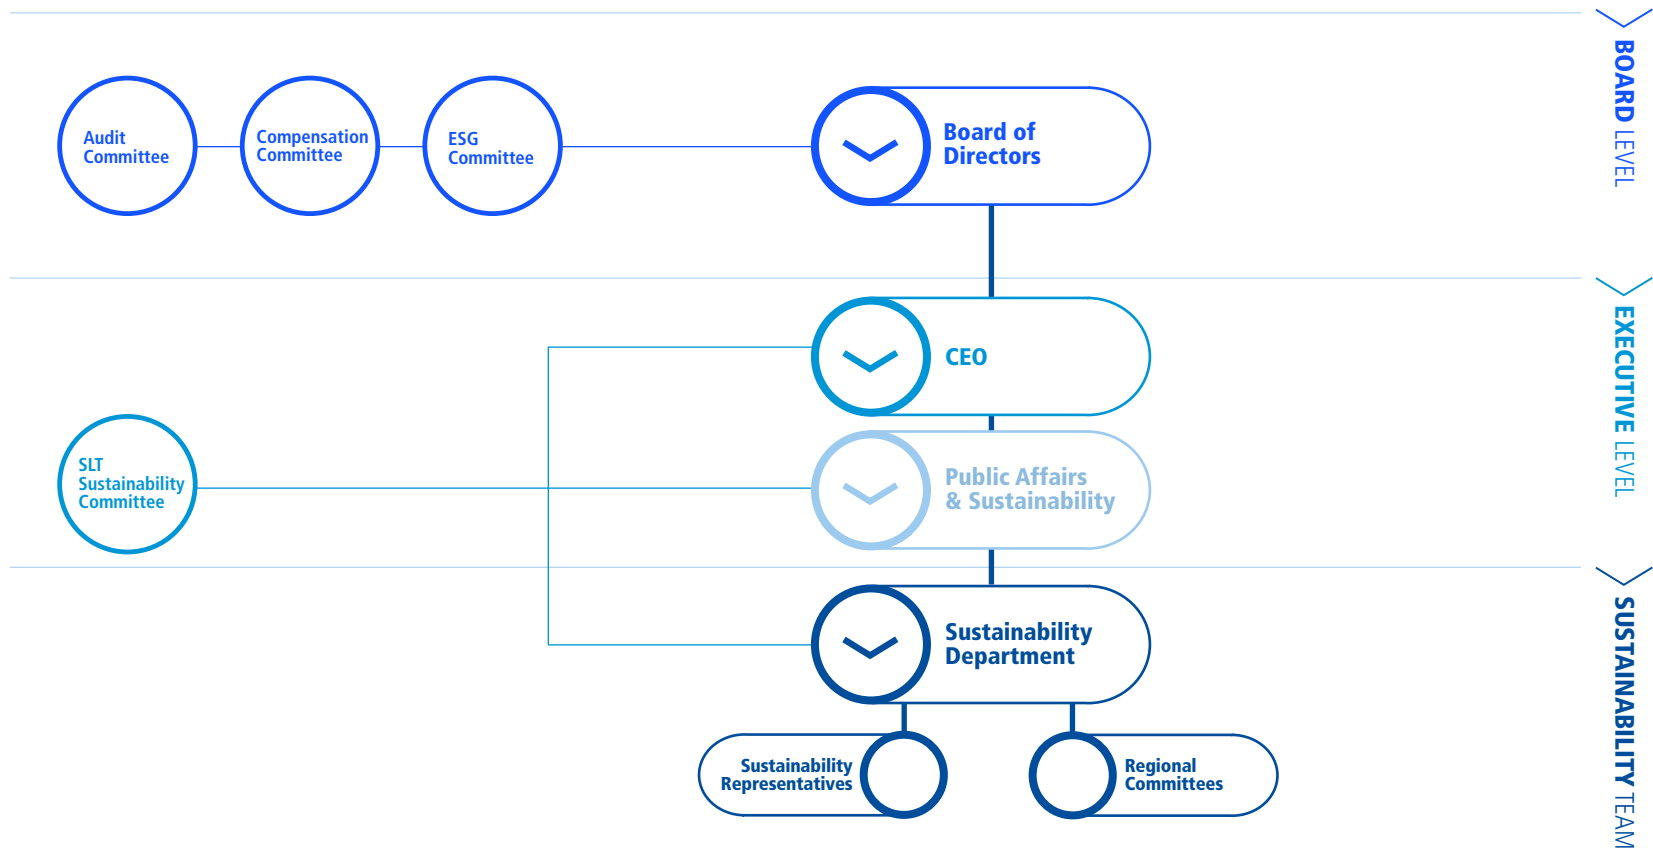 Audit
Committee
Compensation
Committee
ESG
Committee
Board of
Directors
BOARD LEVEL
CEO
SLT
Sustainability
Committee
Public Affairs
& Sustainability
EXECUTIVE LEVEL
Sustainability
Department
Sustainability
Representatives
Regional
Committees
SUSTAINABILITY TEAM